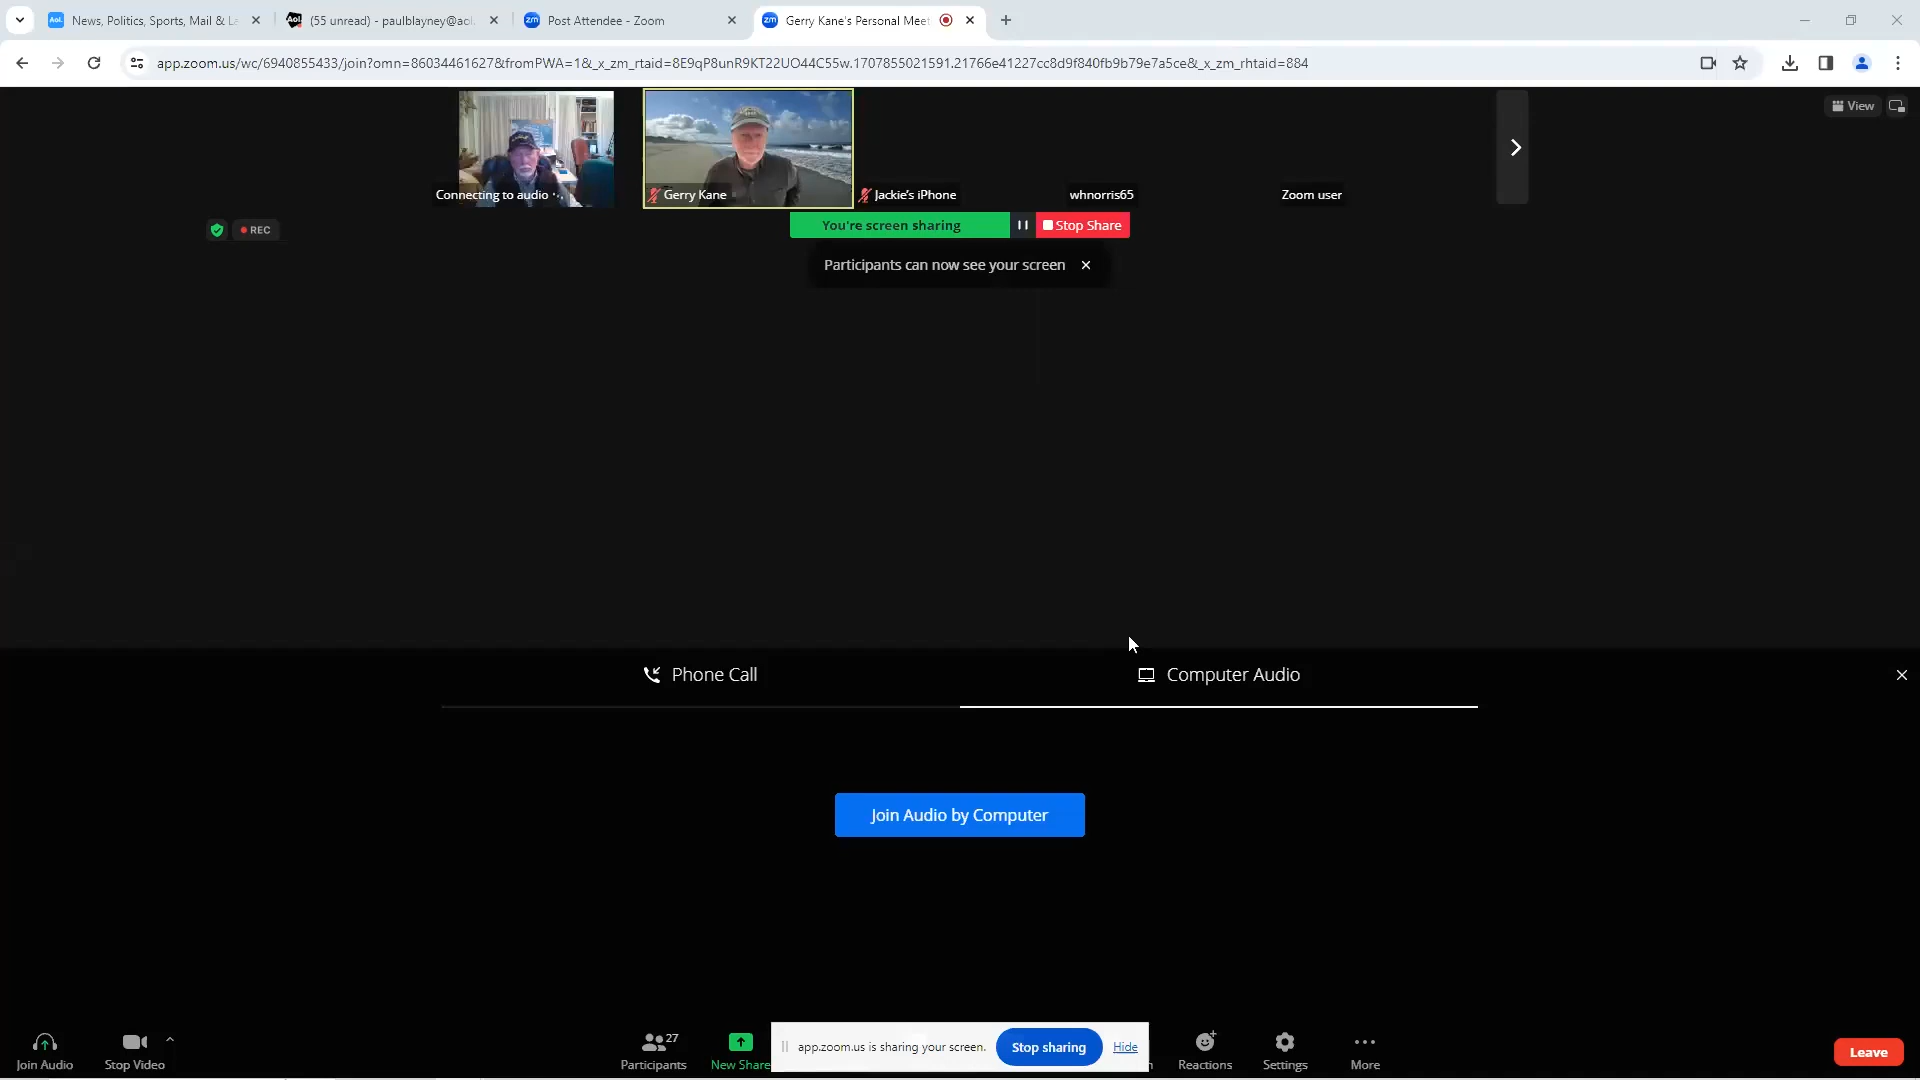 News, Politics, Sports, Mail & La
(55 unread) - paulblayney@aol.
Post Attendee - Zoom
Gerry Kane's Personal Meet
app.zoom.us/wc/6940855433/join?omn=86034461627&fromPWA=1&_x_zm_rtaid=8E9qP8unR9KT22UO44C55w.1707855021591.21766e41227cc8d9f840fb9b79e7a5ce&_x_zm_rhtaid=884
View
Connecting to audio ·..
Gerry Kane
Jackie's iPhone
whnorris65
Zoom user
REC
You're screen sharing
Stop Share
Participants can now see your screen
Phone Call
Computer Audio
Join Audio by Computer
Join Audio
Stop Video
27
Participants
New Share
app.zoom.us is sharing your screen.
Stop sharing
Hide
Reactions
Settings
More
Leave